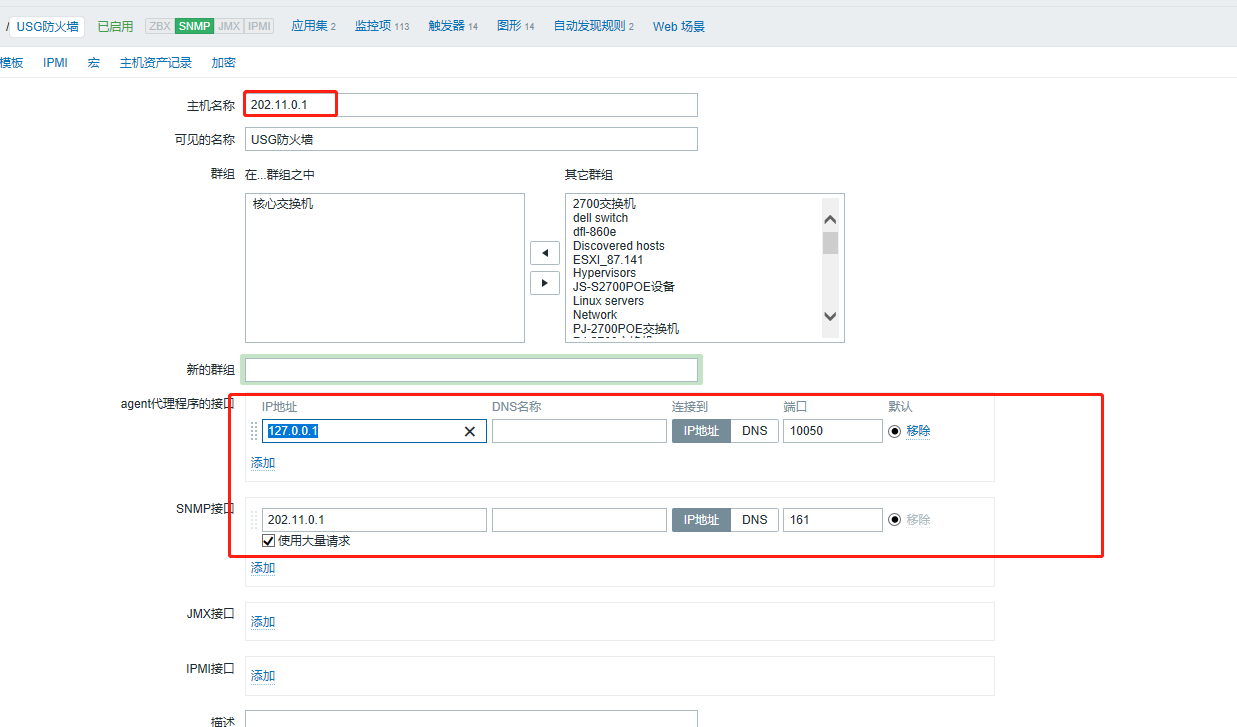 / USG防火墙 已启用 ZBX SNMP JMX IPMI 应用集 2 监控项 113 触发器 14 图形 14 自动发现规则 2 Web 场景
模板 IPMI 宏 主机资产记录 加密
主机名称 202.11.0.1
可见的名称 USG防火墙
群组 在...群组之中 其它群组
核心交换机
2700交换机
dell switch
dfl-860e
Discovered hosts
ESXI_87.141
Hypervisors
JS-S2700POE设备
Linux servers
Network
PJ-2700POE交换机
新的群组
agent代理程序的接口 IP地址 DNS名称 连接到 端口 默认
127.0.0.1 IP地址 DNS 10050 移除
添加
SNMP接口
202.11.0.1 IP地址 DNS 161 移除
使用大量请求
添加
JMX接口
添加
IPMI接口
添加
描述